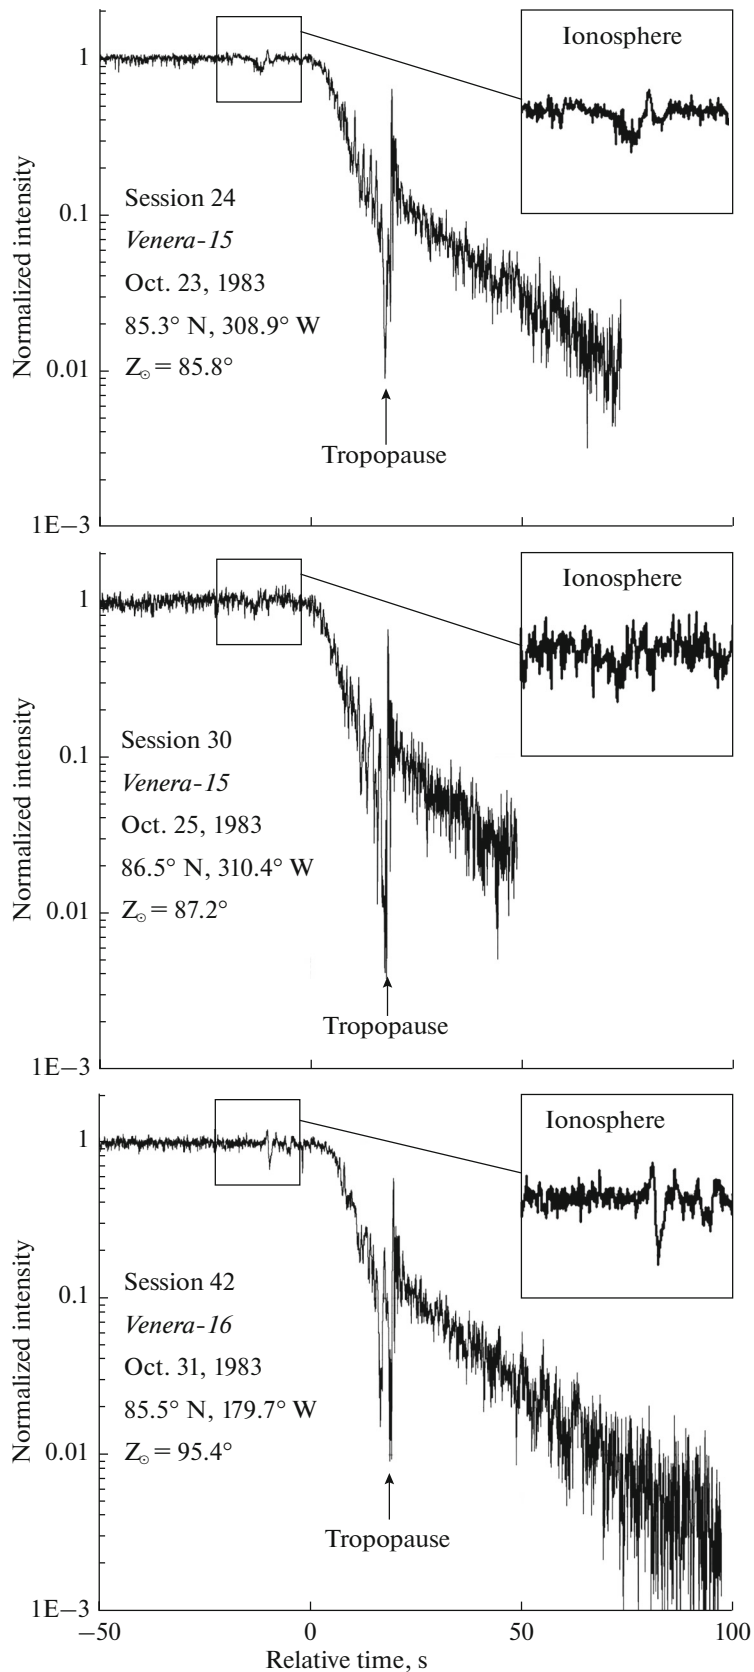 Ionosphere
1
Normalized intensity
0.1
Session 24
Venera-15
Oct. 23, 1983
85.3° N, 308.9° W
Z☉ = 85.8°
0.01
Tropopause
1E−3
Ionosphere
1
Normalized intensity
0.1
Session 30
Venera-15
Oct. 25, 1983
86.5° N, 310.4° W
Z☉ = 87.2°
0.01
Tropopause
1E−3
Ionosphere
1
Normalized intensity
0.1
Session 42
Venera-16
Oct. 31, 1983
85.5° N, 179.7° W
Z☉ = 95.4°
0.01
Tropopause
1E−3
−50 0 50 100
Relative time, s